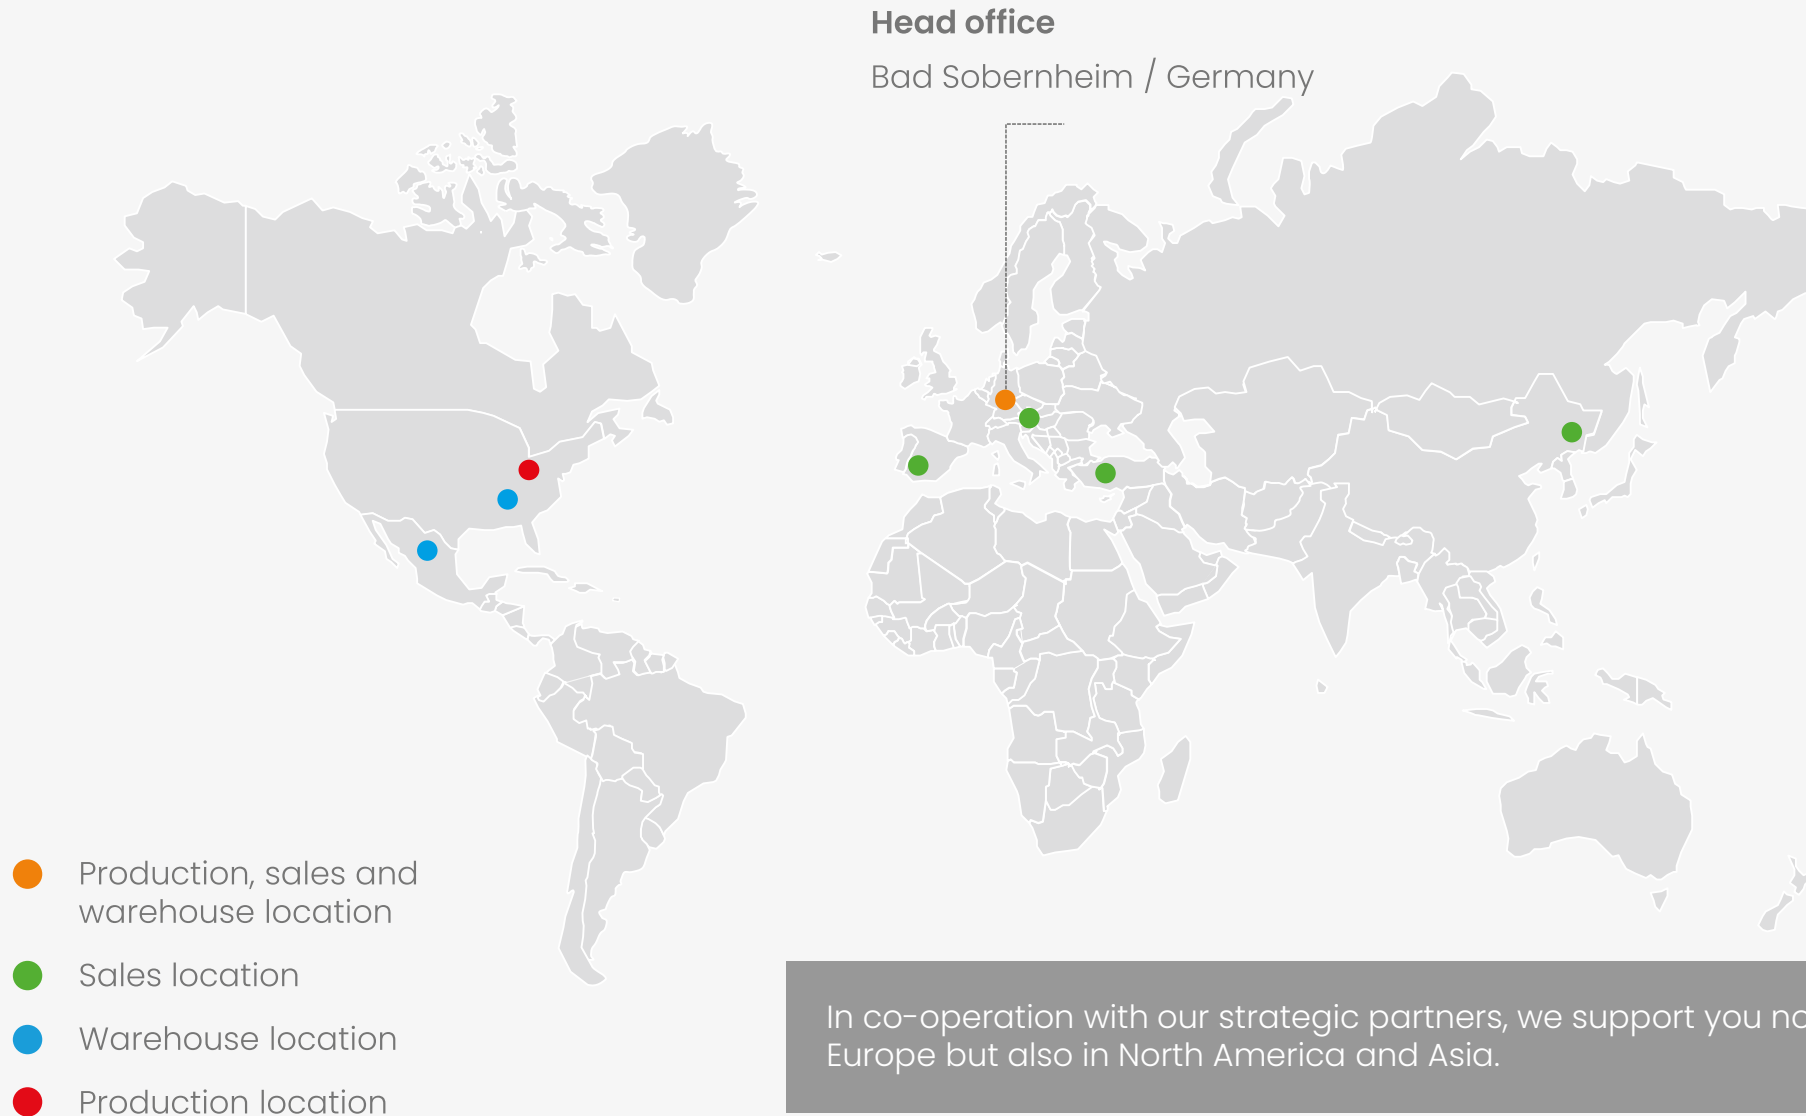 Head office
Bad Sobernheim / Germany
Production, sales and
warehouse location
Sales location
Warehouse location
Production location
In co-operation with our strategic partners, we support you
Europe but also in North America and Asia.